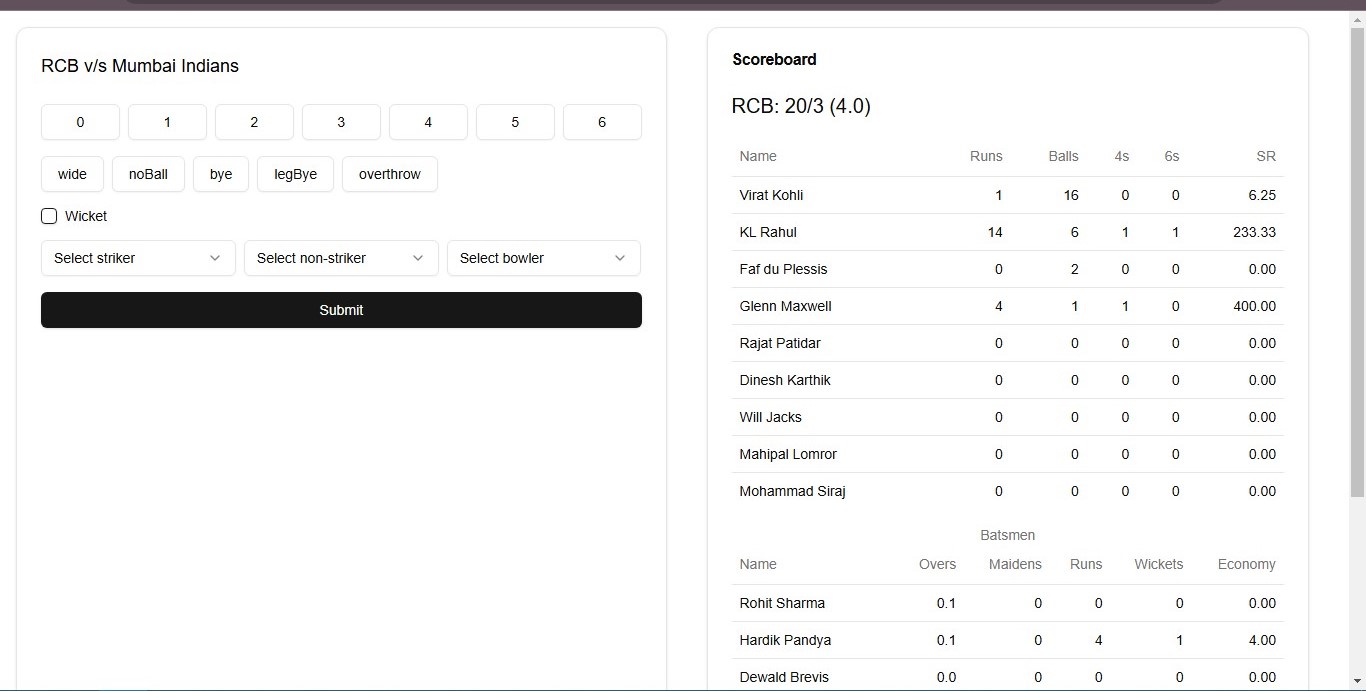 RCB v/s Mumbai Indians
0 1 2 3 4 5 6
wide noBall bye legBye overthrow
Wicket
Select striker Select non-striker Select bowler
Submit
Scoreboard
RCB: 20/3 (4.0)
Name Runs Balls 4s 6s SR
Virat Kohli 1 16 0 0 6.25
KL Rahul 14 6 1 1 233.33
Faf du Plessis 0 2 0 0 0.00
Glenn Maxwell 4 1 1 0 400.00
Rajat Patidar 0 0 0 0 0.00
Dinesh Karthik 0 0 0 0 0.00
Will Jacks 0 0 0 0 0.00
Mahipal Lomror 0 0 0 0 0.00
Mohammad Siraj 0 0 0 0 0.00
Batsmen
Name Overs Maidens Runs Wickets Economy
Rohit Sharma 0.1 0 0 0 0.00
Hardik Pandya 0.1 0 4 1 4.00
Dewald Brevis 0.0 0 0 0 0.00